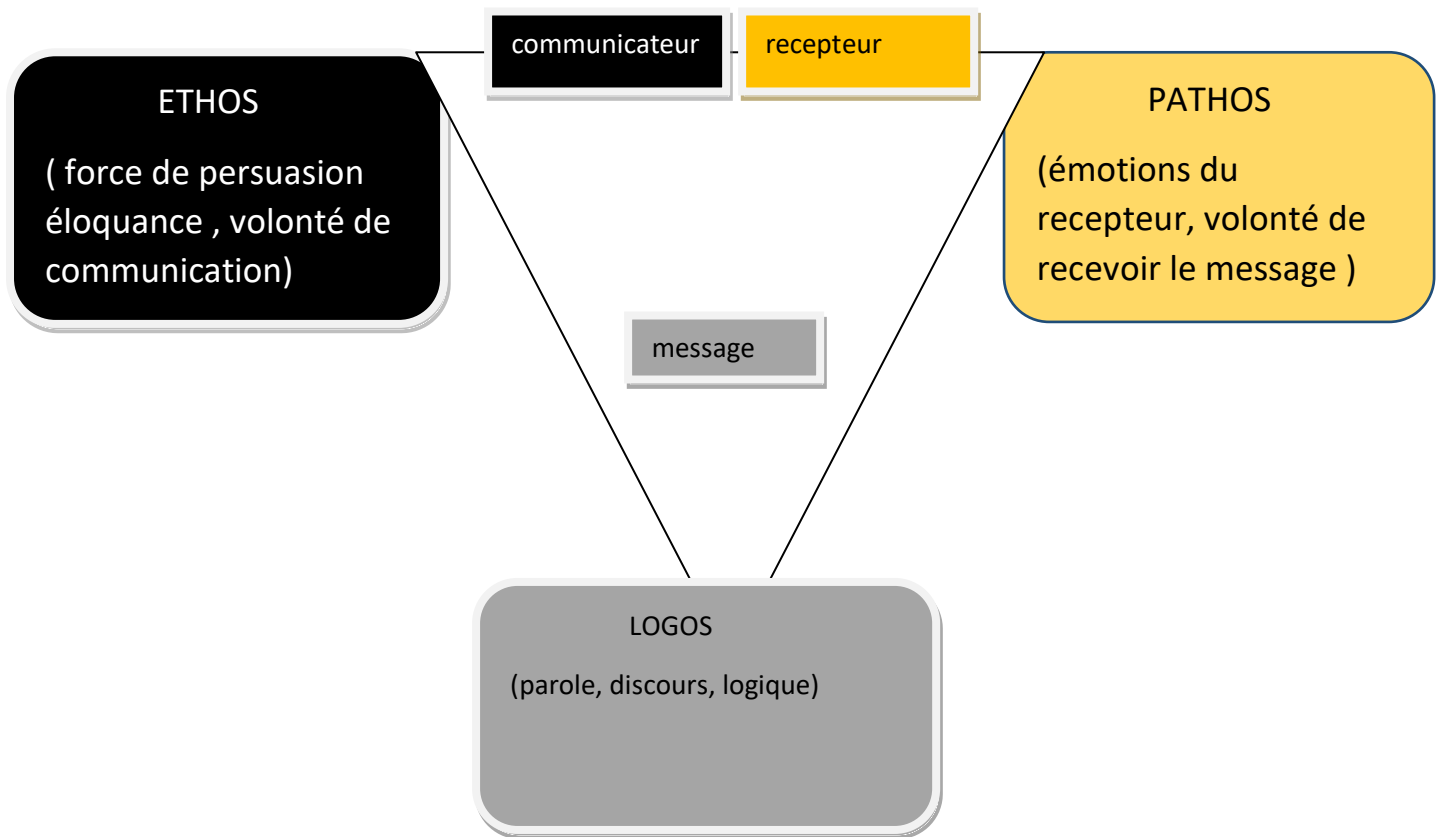 communicateur
recepteur
ETHOS
( force de persuasion
éloquance , volonté de
communication)
PATHOS
(émotions du
recepteur, volonté de
recevoir le message )
message
LOGOS
(parole, discours, logique)